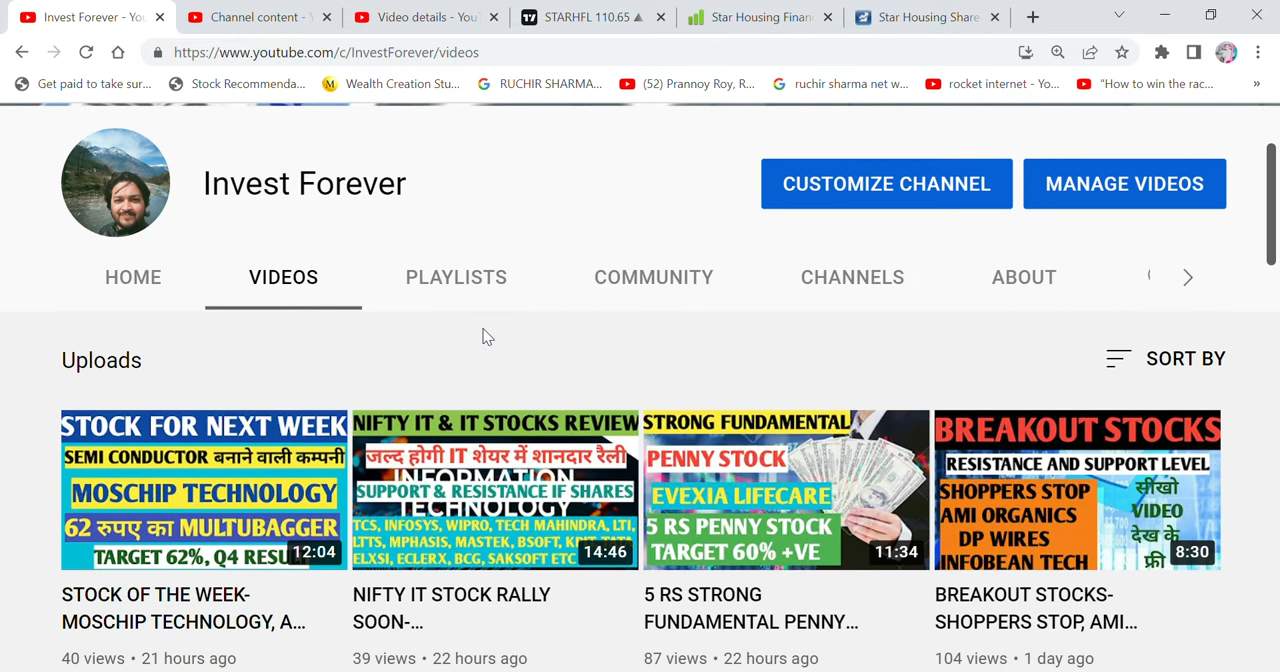 Invest Forever - You
Channel content - 
Video details - You
STARHFL 110.65 ▲
Star Housing Finan
Star Housing Share
https://www.youtube.com/c/InvestForever/videos
Get paid to take sur...
Stock Recommenda...
Wealth Creation Stu...
RUCHIR SHARMA...
(52) Prannoy Roy, R...
ruchir sharma net w...
rocket internet - Yo...
"How to win the rac...
»
Invest Forever
CUSTOMIZE CHANNEL
MANAGE VIDEOS
HOME
VIDEOS
PLAYLISTS
COMMUNITY
CHANNELS
ABOUT
Uploads
SORT BY
STOCK FOR NEXT WEEK
SEMI CONDUCTOR बनाने वाली कम्पनी
MOSCHIP TECHNOLOGY
62 रुपए का MULTUBAGGER
TARGET 62%, Q4 RESU
12:04
NIFTY IT & IT STOCKS REVIEW
जल्द होगी IT शेयर में शानदार रैली
INFORMATION
SUPPORT & RESISTANCE IF SHARES
TECHNOLOGY
TCS, INFOSYS, WIPRO, TECH MAHINDRA, LTI,
LTTS, MPHASIS, MASTEK, BSOFT, KPIT, TATA
ELXSI, ECLERX, BCG, SAKSOFT ETC
14:46
STRONG FUNDAMENTAL
PENNY STOCK
EVEXIA LIFECARE
5 RS PENNY STOCK
TARGET 60% +VE
11:34
BREAKOUT STOCKS
RESISTANCE AND SUPPORT LEVEL
SHOPPERS STOP
AMI ORGANICS
DP WIRES
INFOBEAN TECH
सीखों
VIDEO
देख के
फ्री
8:30
STOCK OF THE WEEK-
MOSCHIP TECHNOLOGY, A...
40 views • 21 hours ago
NIFTY IT STOCK RALLY
SOON-...
39 views • 22 hours ago
5 RS STRONG
FUNDAMENTAL PENNY...
87 views • 22 hours ago
BREAKOUT STOCKS-
SHOPPERS STOP, AMI...
104 views • 1 day ago